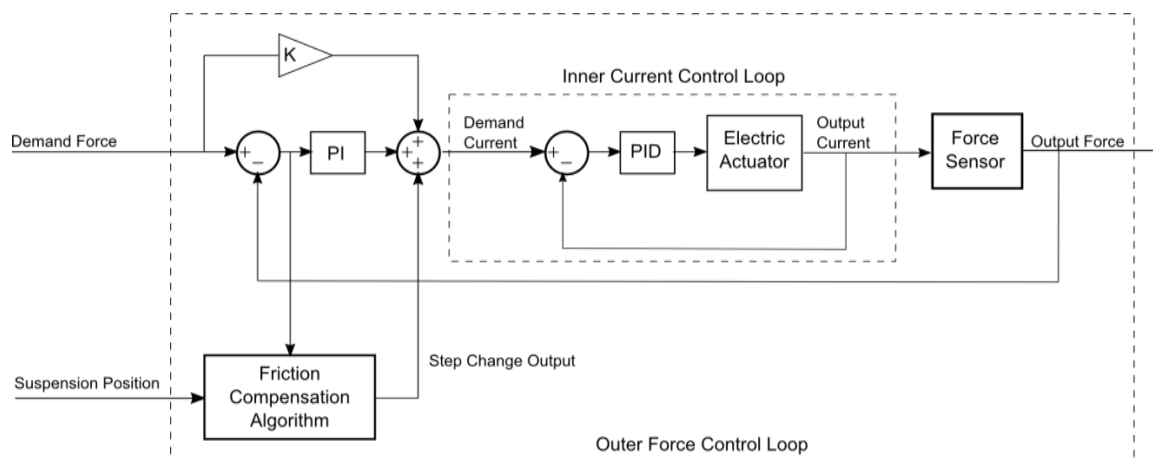 K
Inner Current Control Loop
Demand Force
+
–
PI
+
+
+
Demand
Current
+
–
PID
Electric
Actuator
Output
Current
Force
Sensor
Output Force
Suspension Position
Friction
Compensation
Algorithm
Step Change Output
Outer Force Control Loop